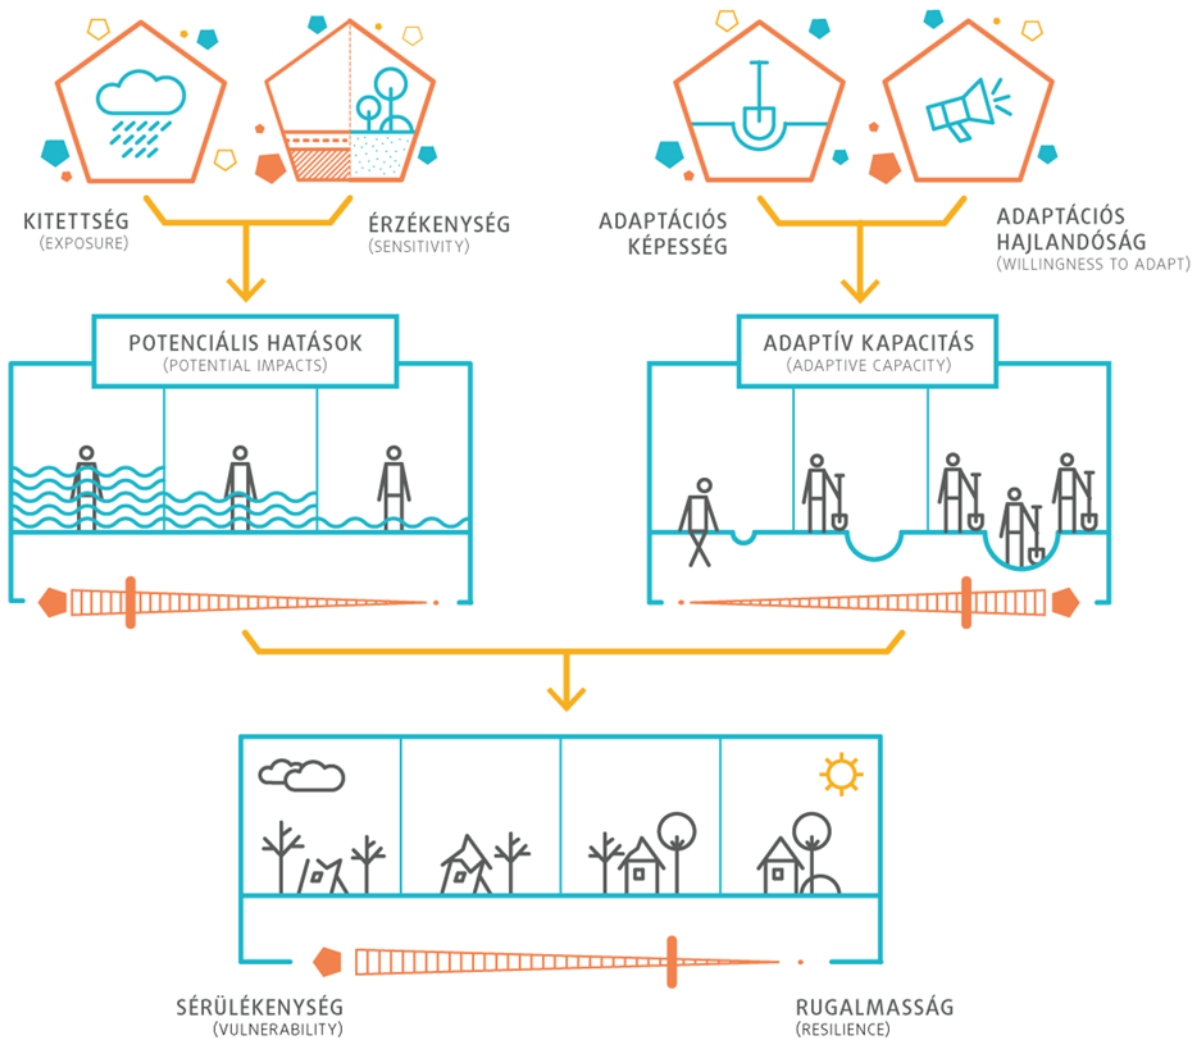 KITETTSÉG
(EXPOSURE)
ÉRZÉKENYSÉG
(SENSITIVITY)
ADAPTÁCIÓS
KÉPESSÉG
ADAPTÁCIÓS
HAJLANDÓSÁG
(WILLINGNESS TO ADAPT)
POTENCIÁLIS HATÁSOK
(POTENTIAL IMPACTS)
ADAPTÍV KAPACITÁS
(ADAPTIVE CAPACITY)
SÉRÜLÉKENYSÉG
(VULNERABILITY)
RUGALMASSÁG
(RESILIENCE)